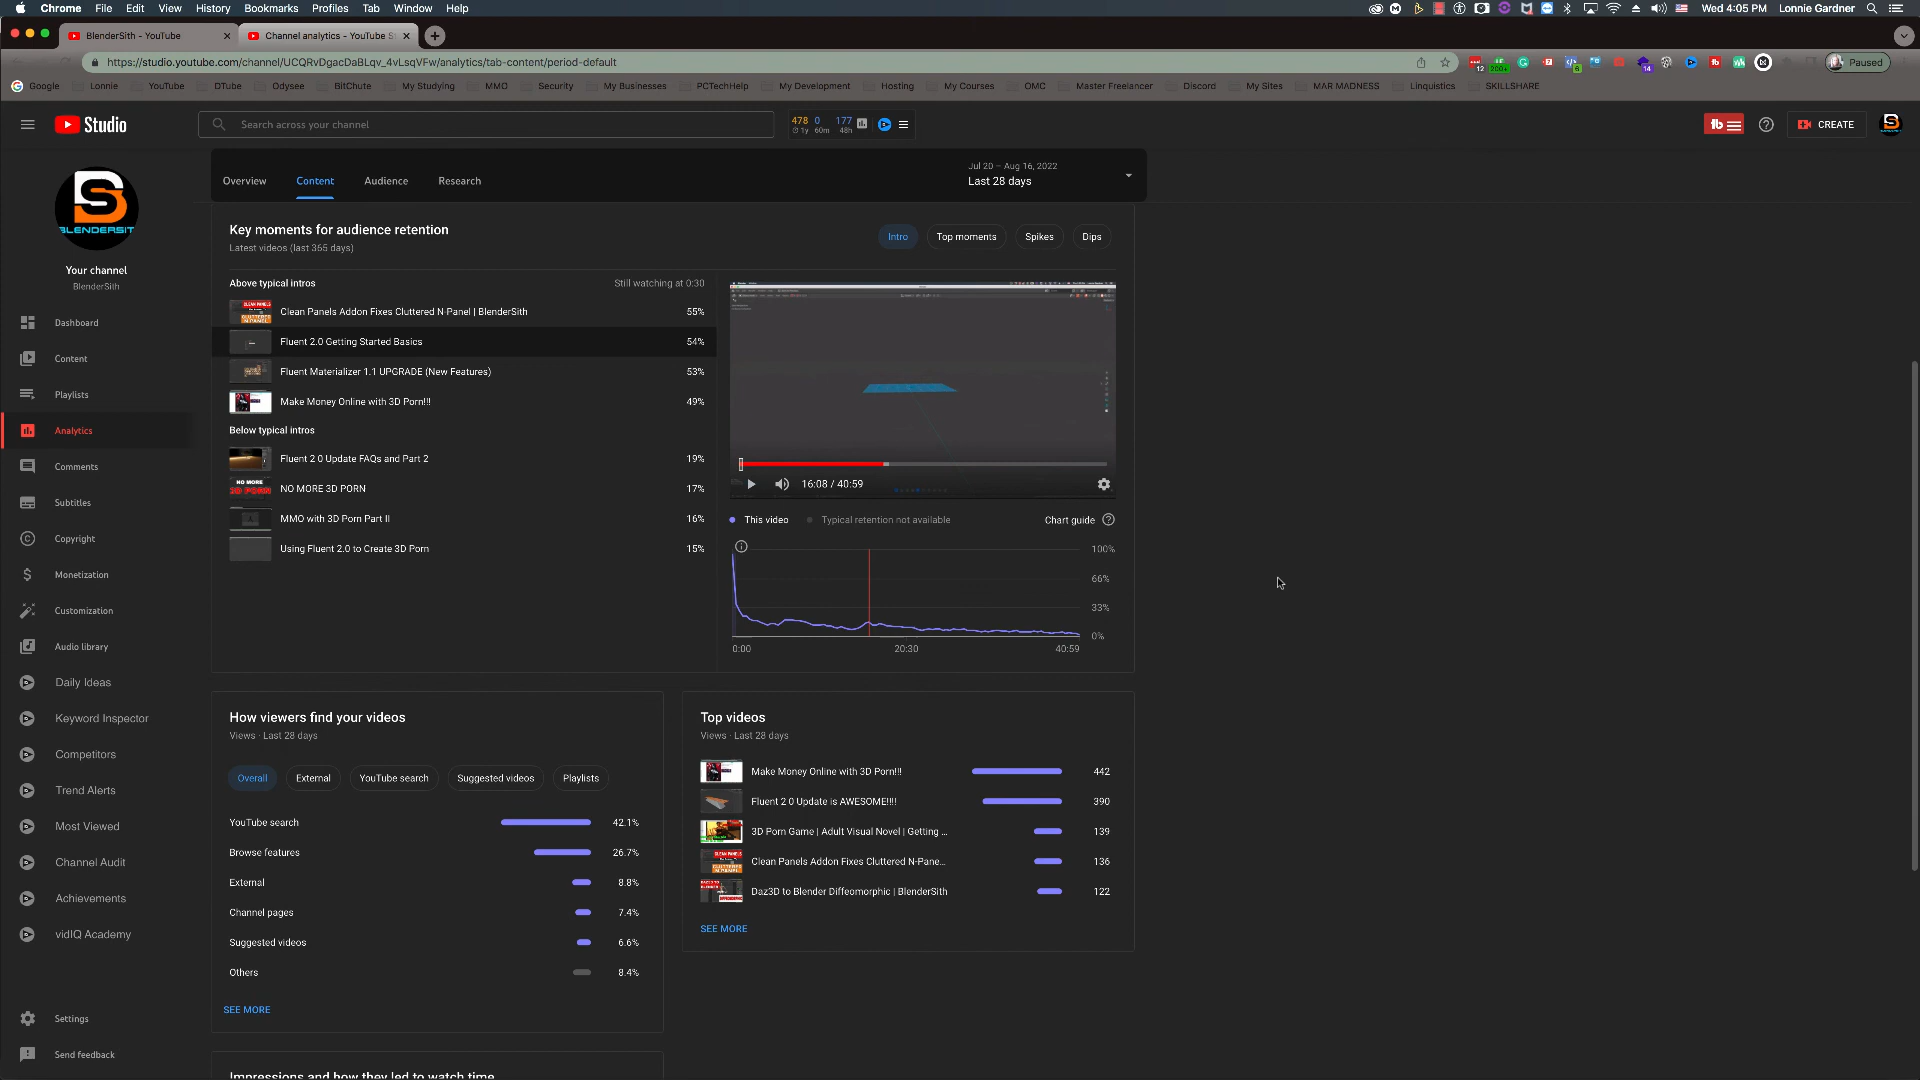 Chrome File Edit View History Bookmarks Profiles Tab Window Help Wed 4:05 PM Lonnie Gardner
BlenderSith - YouTube Channel analytics - YouTube S
https://studio.youtube.com/channel/UCQRvDgacDaBLqv_4vLsqVFw/analytics/tab-content/period-default Paused
Google Lonnie YouTube DTube Odysee BitChute My Studying MMO Security My Businesses PCTechHelp My Development Hosting My Courses OMC Master Freelancer Discord My Sites MAR MADNESS Linquistics SKILLSHARE
Studio Search across your channel 478 0 177 CREATE
1y 60m 48h
Jul 20 – Aug 16, 2022
Overview Content Audience Research Last 28 days
BLENDERSIT
Your channel
BlenderSith
Dashboard
Content
Playlists
Analytics
Comments
Subtitles
Copyright
Monetization
Customization
Audio library
Daily Ideas
Keyword Inspector
Competitors
Trend Alerts
Most Viewed
Channel Audit
Achievements
vidIQ Academy
Settings
Send feedback
Key moments for audience retention
Latest videos (last 365 days)
Intro Top moments Spikes Dips
Above typical intros Still watching at 0:30
Clean Panels Addon Fixes Cluttered N-Panel | BlenderSith 55%
Fluent 2.0 Getting Started Basics 54%
Fluent Materializer 1.1 UPGRADE (New Features) 53%
Make Money Online with 3D Porn!!! 49%
Below typical intros
Fluent 2 0 Update FAQs and Part 2 19%
NO MORE 3D PORN 17%
MMO with 3D Porn Part II 16%
Using Fluent 2.0 to Create 3D Porn 15%
16:08 / 40:59
This video Typical retention not available Chart guide
100%
66%
33%
0%
0:00 20:30 40:59
How viewers find your videos
Views · Last 28 days
Overall External YouTube search Suggested videos Playlists
YouTube search 42.1%
Browse features 26.7%
External 8.8%
Channel pages 7.4%
Suggested videos 6.6%
Others 8.4%
SEE MORE
Top videos
Views · Last 28 days
Make Money Online with 3D Porn!!! 442
Fluent 2 0 Update is AWESOME!!!! 390
3D Porn Game | Adult Visual Novel | Getting ... 139
Clean Panels Addon Fixes Cluttered N-Pane... 136
Daz3D to Blender Diffeomorphic | BlenderSith 122
SEE MORE
Impressions and how they led to watch time